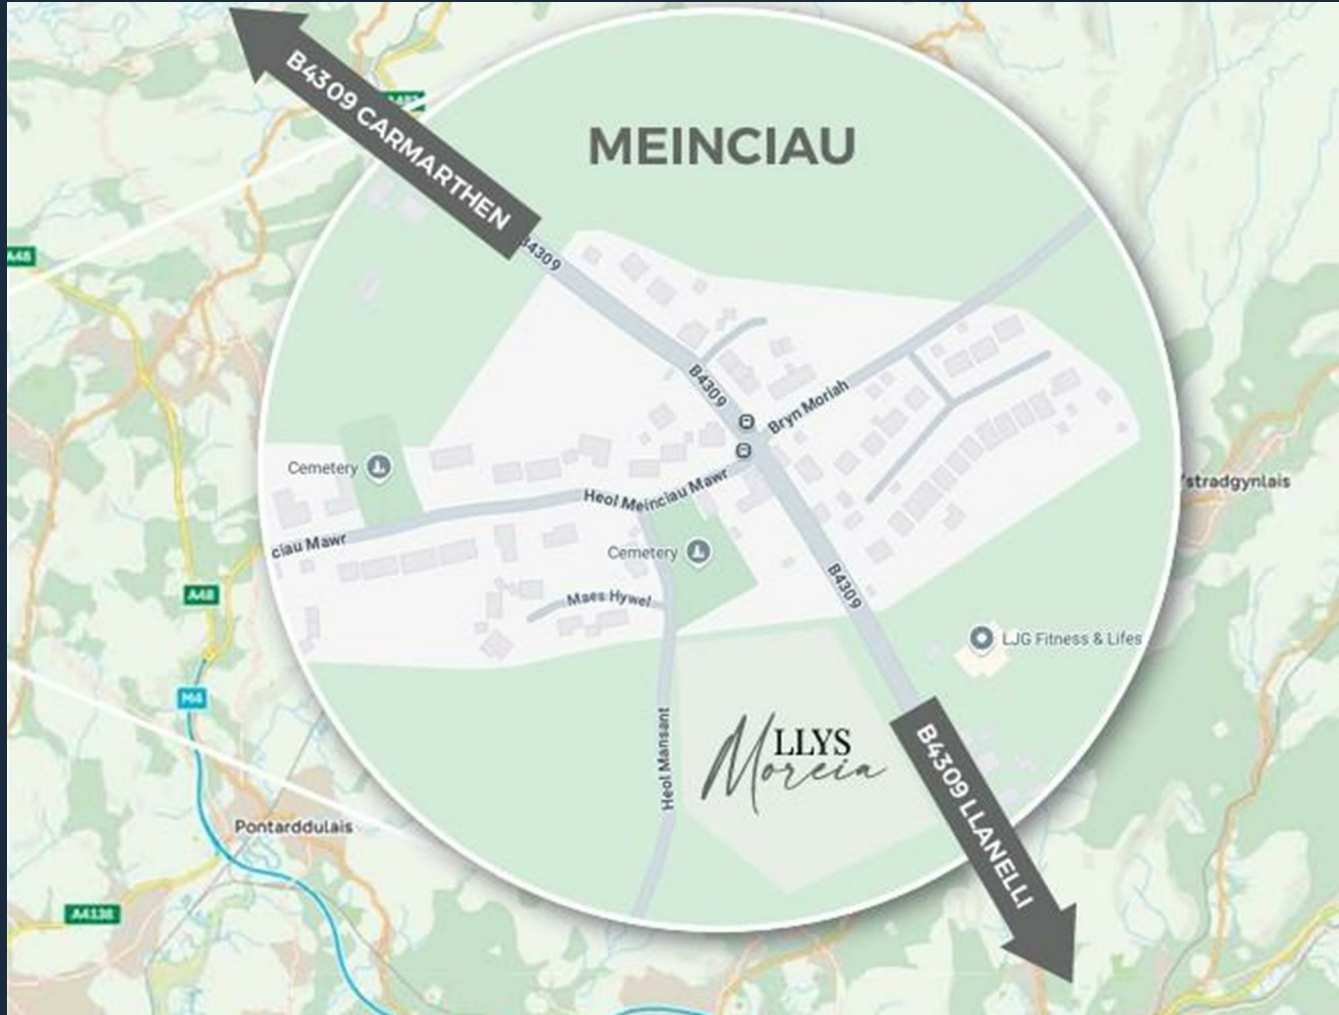 B4309 CARMARTHEN
A48
MEINCIAU
B4309
B4309
Bryn Moriah
Cemetery
Heol Meinciau Mawr
ciau Mawr
Cemetery
'stradgynlais
Maes Hywel
B4309
A48
LJG Fitness & Lifes
M4
LLYS
Moreia
Heol Mansant
B4309 LLANELLI
Pontarddulais
A4138